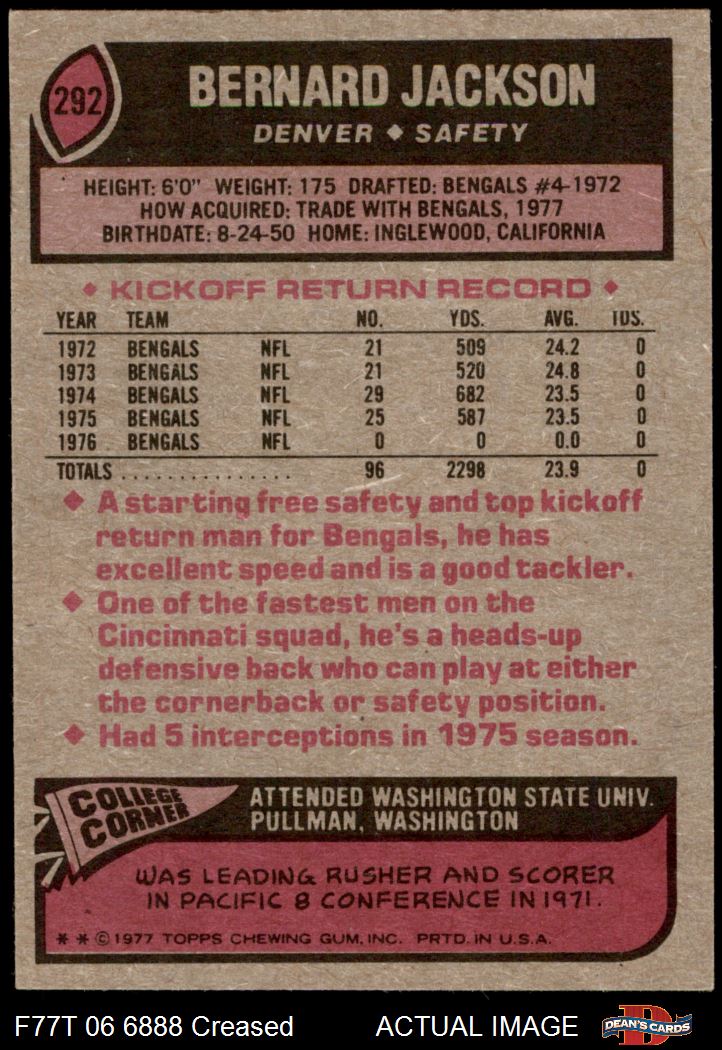 292
BERNARD JACKSON
DENVER ◆ SAFETY
HEIGHT: 6'0" WEIGHT: 175 DRAFTED: BENGALS #4-1972
HOW ACQUIRED: TRADE WITH BENGALS, 1977
BIRTHDATE: 8-24-50 HOME: INGLEWOOD, CALIFORNIA
◆ KICKOFF RETURN RECORD ◆
YEAR TEAM NO. YDS. AVG. TDS.
1972 BENGALS NFL 21 509 24.2 0
1973 BENGALS NFL 21 520 24.8 0
1974 BENGALS NFL 29 682 23.5 0
1975 BENGALS NFL 25 587 23.5 0
1976 BENGALS NFL 0 0 0.0 0
TOTALS . . . . . . . . . . . . . . . . 96 2298 23.9 0
◆ A starting free safety and top kickoff
return man for Bengals, he has
excellent speed and is a good tackler.
◆ One of the fastest men on the
Cincinnati squad, he's a heads-up
defensive back who can play at either
the cornerback or safety position.
◆ Had 5 interceptions in 1975 season.
COLLEGE
CORNER
ATTENDED WASHINGTON STATE UNIV.
PULLMAN, WASHINGTON
WAS LEADING RUSHER AND SCORER
IN PACIFIC 8 CONFERENCE IN 1971.
* * © 1977 TOPPS CHEWING GUM, INC. PRTD. IN U.S.A.
F77T 06 6888 Creased ACTUAL IMAGE
D
DEAN'S CARDS